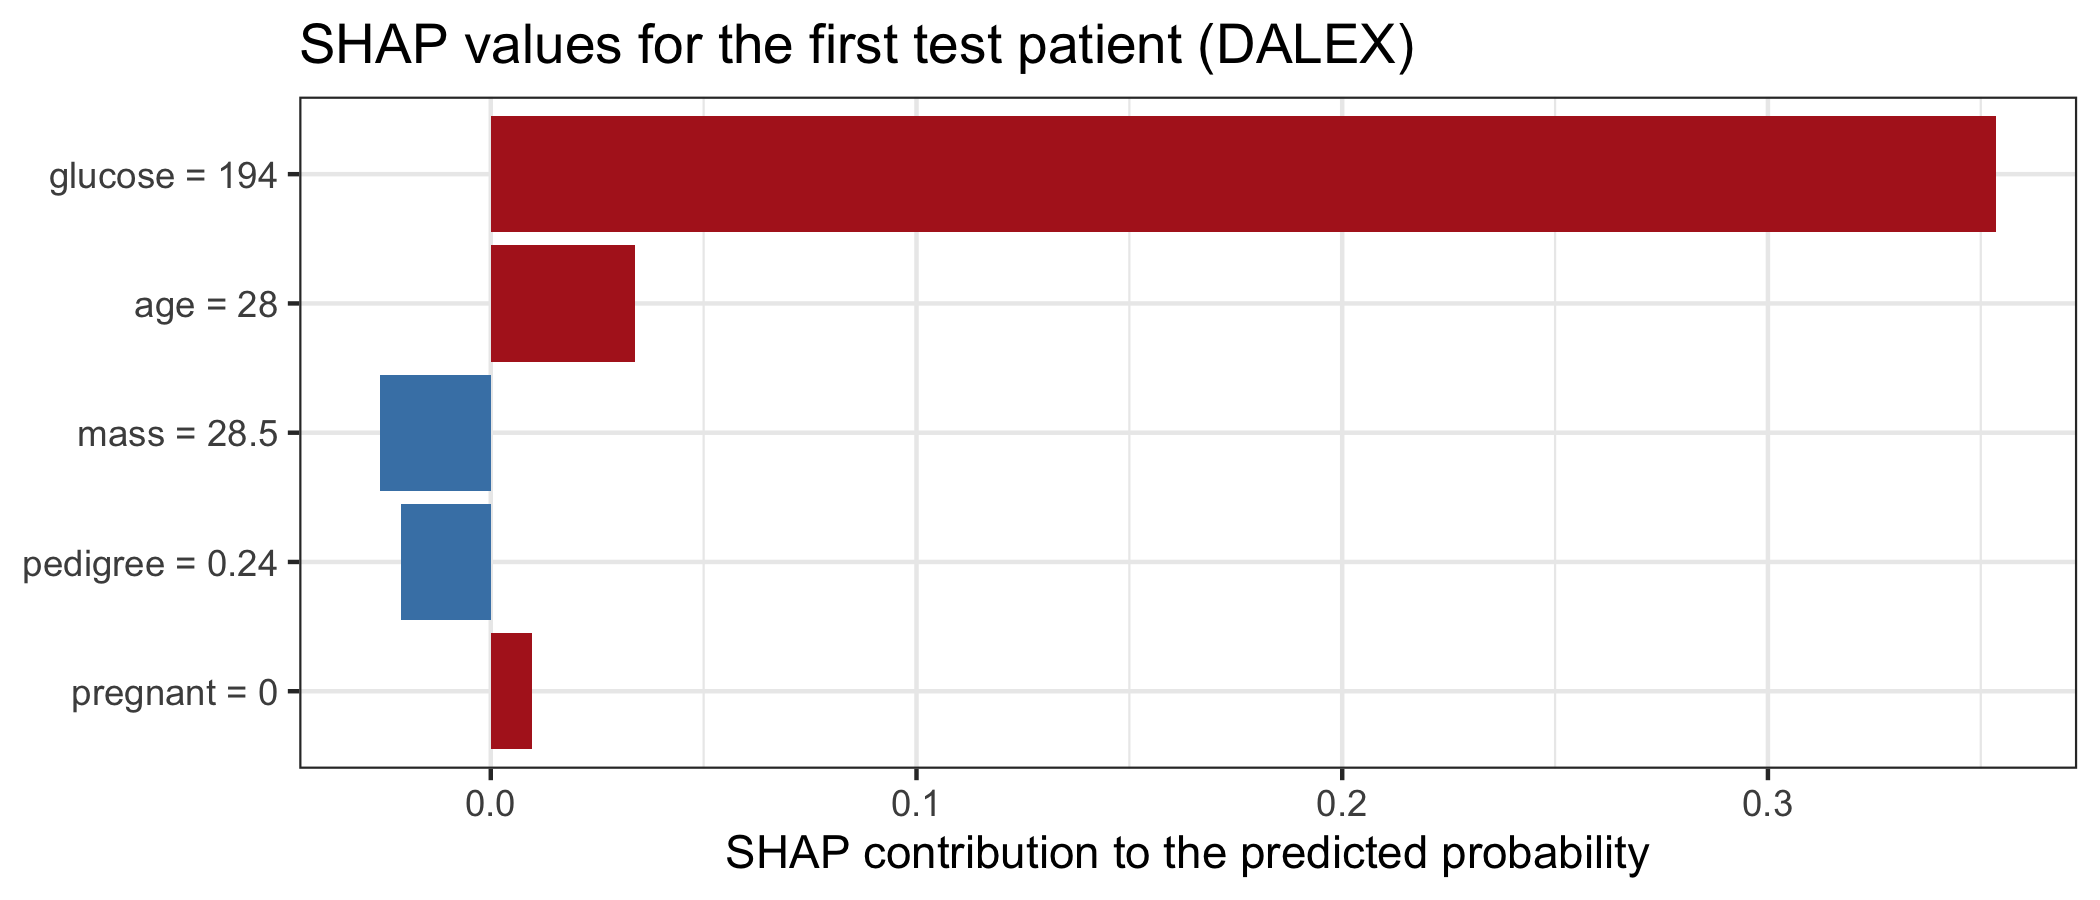 SHAP values for the first test patient (DALEX)
glucose = 194
age = 28
mass = 28.5
pedigree = 0.24
pregnant = 0
0.0 0.1 0.2 0.3
SHAP contribution to the predicted probability